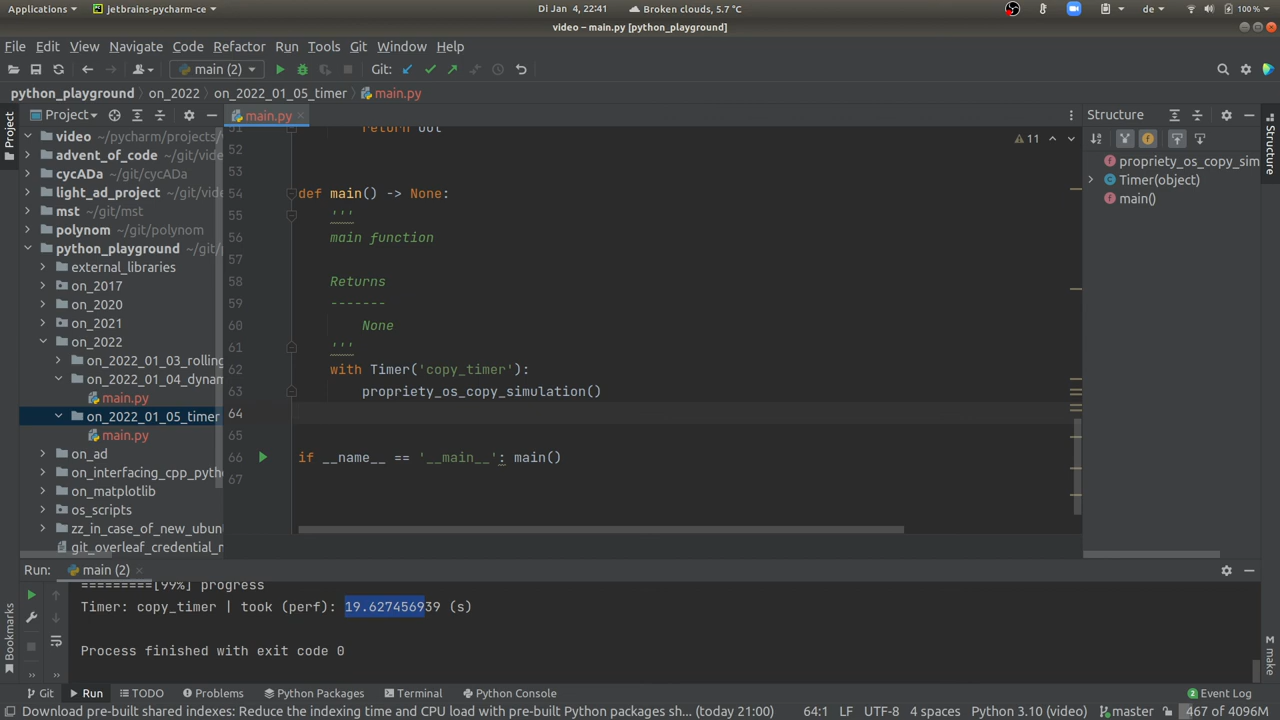 Applications
jetbrains-pycharm-ce
Di Jan 4, 22:41
Broken clouds, 5.7 °C
de
100 %
video – main.py [python_playground]
File Edit View Navigate Code Refactor Run Tools Git Window Help
main (2)
Git:
python_playground on_2022 on_2022_01_05_timer main.py
Project
main.py
Structure
video ~/pycharm/projects/
advent_of_code ~/git/vide
cycADa ~/git/cycADa
light_ad_project ~/git/vid
mst ~/git/mst
polynom ~/git/polynom
python_playground ~/git/p
external_libraries
on_2017
on_2020
on_2021
on_2022
on_2022_01_03_rolling
on_2022_01_04_dynam
main.py
on_2022_01_05_timer
main.py
on_ad
on_interfacing_cpp_pyth
on_matplotlib
os_scripts
zz_in_case_of_new_ubunt
git_overleaf_credential_m
51 return out
52
53
54 def main() -> None:
55 '''
56 main function
57
58 Returns
59 -------
60 None
61 '''
62 with Timer('copy_timer'):
63 propriety_os_copy_simulation()
64
65
66 if __name__ == '__main__': main()
67
11
propriety_os_copy_sim
Timer(object)
main()
Project
Bookmarks
Structure
make
Run: main (2)
=========[99%] progress
Timer: copy_timer | took (perf): 19.627456939 (s)
Process finished with exit code 0
Git Run TODO Problems Python Packages Terminal Python Console 2 Event Log
Download pre-built shared indexes: Reduce the indexing time and CPU load with pre-built Python packages sh... (today 21:00) 64:1 LF UTF-8 4 spaces Python 3.10 (video) master 467 of 4096M